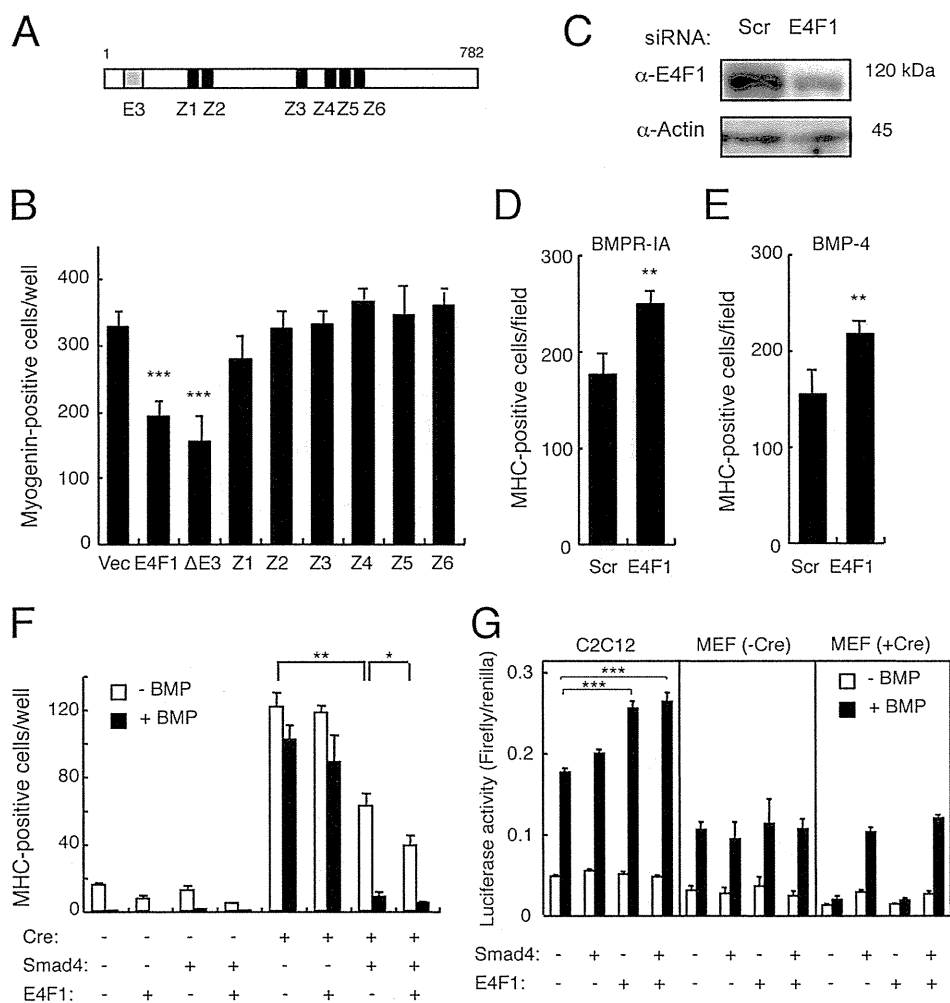 A
1
782
E3
Z1
Z2
Z3
Z4
Z5
Z6
C
siRNA:
Scr
E4F1
α-E4F1
120 kDa
α-Actin
45
B
Myogenin-positive cells/well
400
300
200
100
0
Vec
E4F1
ΔE3
Z1
Z2
Z3
Z4
Z5
Z6
***
***
D
BMPR-IA
MHC-positive cells/field
300
200
100
0
**
Scr
E4F1
E
BMP-4
MHC-positive cells/field
300
200
100
0
**
Scr
E4F1
F
- BMP
+ BMP
MHC-positive cells/well
120
80
40
0
**
*
Cre: - - - - + + + +
Smad4: - - + + - - + +
E4F1: - + - + - + - +
G
C2C12
MEF (-Cre)
MEF (+Cre)
Luciferase activity (Firefly/renilla)
0.3
0.2
0.1
0
***
***
- BMP
+ BMP
Smad4: - + - + - + - + - + - +
E4F1: - - + + - - + + - - + +